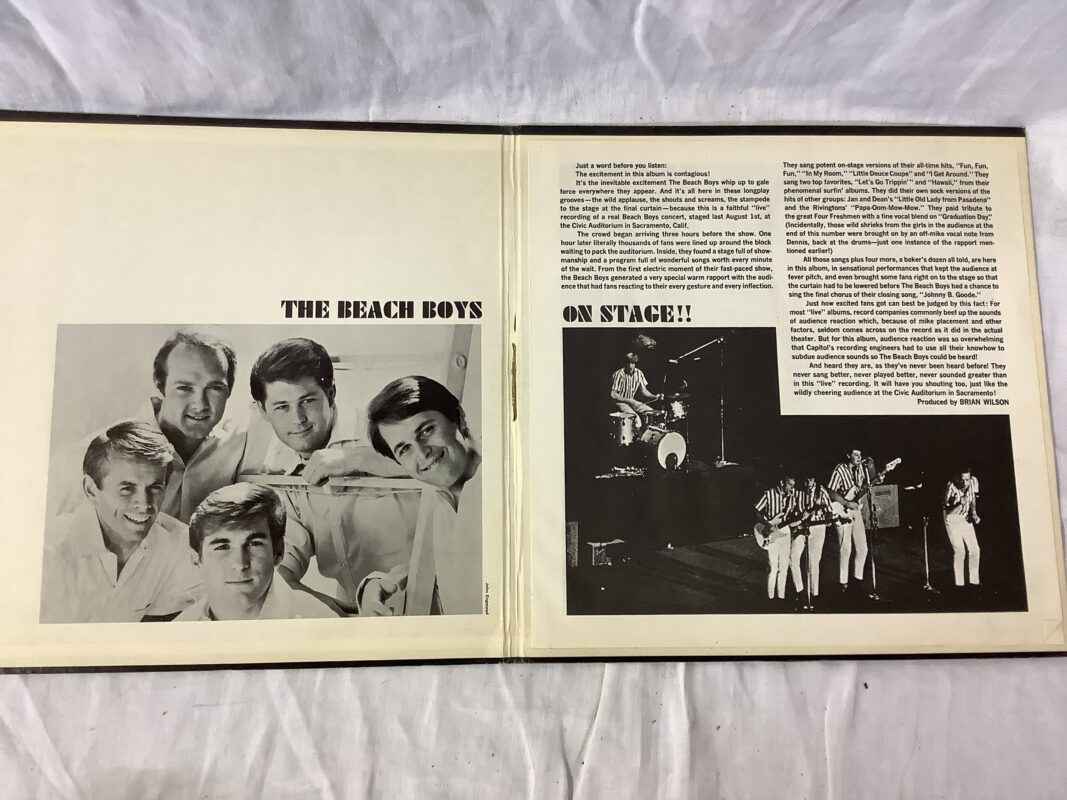 THE BEACH BOYS
John Engstead
Just a word before you listen:
The excitement in this album is contagious!
It's the inevitable excitement The Beach Boys whip up to gale
force everywhere they appear. And it's all here in these longplay
grooves—the wild applause, the shouts and screams, the stampede
to the stage at the final curtain—because this is a faithful "live"
recording of a real Beach Boys concert, staged last August 1st, at
the Civic Auditorium in Sacramento, Calif.
The crowd began arriving three hours before the show. One
hour later literally thousands of fans were lined up around the block
waiting to pack the auditorium. Inside, they found a stage full of show-
manship and a program full of wonderful songs worth every minute
of the wait. From the first electric moment of their fast-paced show,
the Beach Boys generated a very special warm rapport with the audi-
ence that had fans reacting to their every gesture and every inflection.
ON STAGE!!
They sang potent on-stage versions of their all-time hits, "Fun, Fun,
Fun," "In My Room," "Little Deuce Coupe" and "I Get Around." They
sang two top favorites, "Let's Go Trippin'" and "Hawaii," from their
phenomenal surfin' albums. They did their own sock versions of the
hits of other groups: Jan and Dean's "Little Old Lady from Pasadena"
and the Rivingtons' "Papa-Oom-Mow-Mow." They paid tribute to
the great Four Freshmen with a fine vocal blend on "Graduation Day."
(Incidentally, those wild shrieks from the girls in the audience at the
end of this number were brought on by an off-mike vocal note from
Dennis, back at the drums—just one instance of the rapport men-
tioned earlier!)
All those songs plus four more, a baker's dozen all told, are here
in this album, in sensational performances that kept the audience at
fever pitch, and even brought some fans right on to the stage so that
the curtain had to be lowered before The Beach Boys had a chance to
sing the final chorus of their closing song, "Johnny B. Goode."
Just how excited fans got can best be judged by this fact: For
most "live" albums, record companies commonly beef up the sounds
of audience reaction which, because of mike placement and other
factors, seldom comes across on the record as it did in the actual
theater. But for this album, audience reaction was so overwhelming
that Capitol's recording engineers had to use all their knowhow to
subdue audience sounds so The Beach Boys could be heard!
And heard they are, as they've never been heard before! They
never sang better, never played better, never sounded greater than
in this "live" recording. It will have you shouting too, just like the
wildly cheering audience at the Civic Auditorium in Sacramento!
Produced by BRIAN WILSON